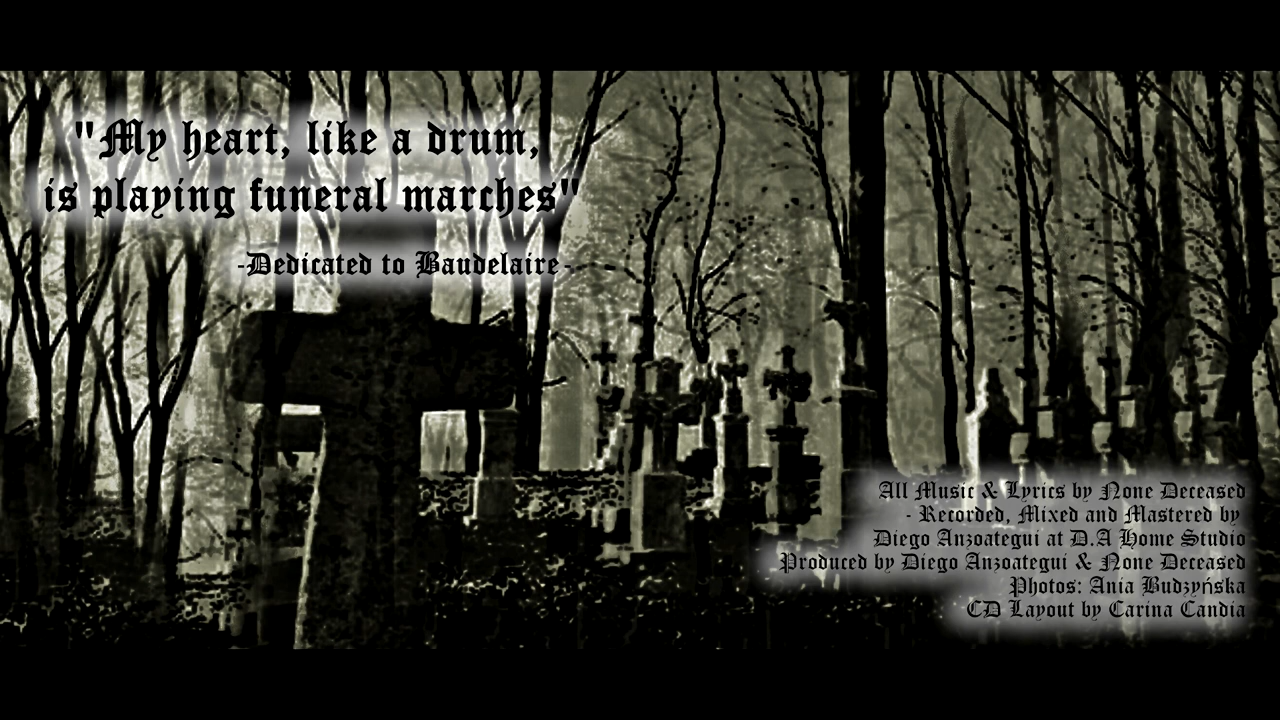 "My heart, like a drum,
is playing funeral marches"
-Dedicated to Baudelaire-
All Music & Lyrics by None Deceased
- Recorded, Mixed and Mastered by
Diego Anzoategui at D.A Home Studio
Produced by Diego Anzoategui & None Deceased
Photos: Ania Budzyńska
CD Layout by Carina Candia